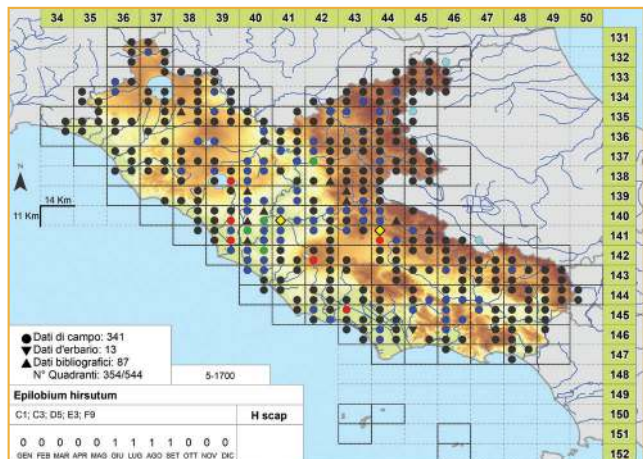 34 35 36 37 38 39 40 41 42 43 44 45 46 47 48 49 50
131
132
133
134
135
136
137
138
139
140
141
142
143
144
145
146
147
148
149
150
151
152
N
14 Km
11 Km
Dati di campo: 341
Dati d'erbario: 13
Dati bibliografici: 87
N° Quadranti: 354/544
5-1700
Epilobium hirsutum
C1; C3; D5; E3; F9
H scap
0 0 0 0 0 1 1 1 1 0 0 0
GEN FEB MAR APR MAG GIU LUG AGO SET OTT NOV DIC